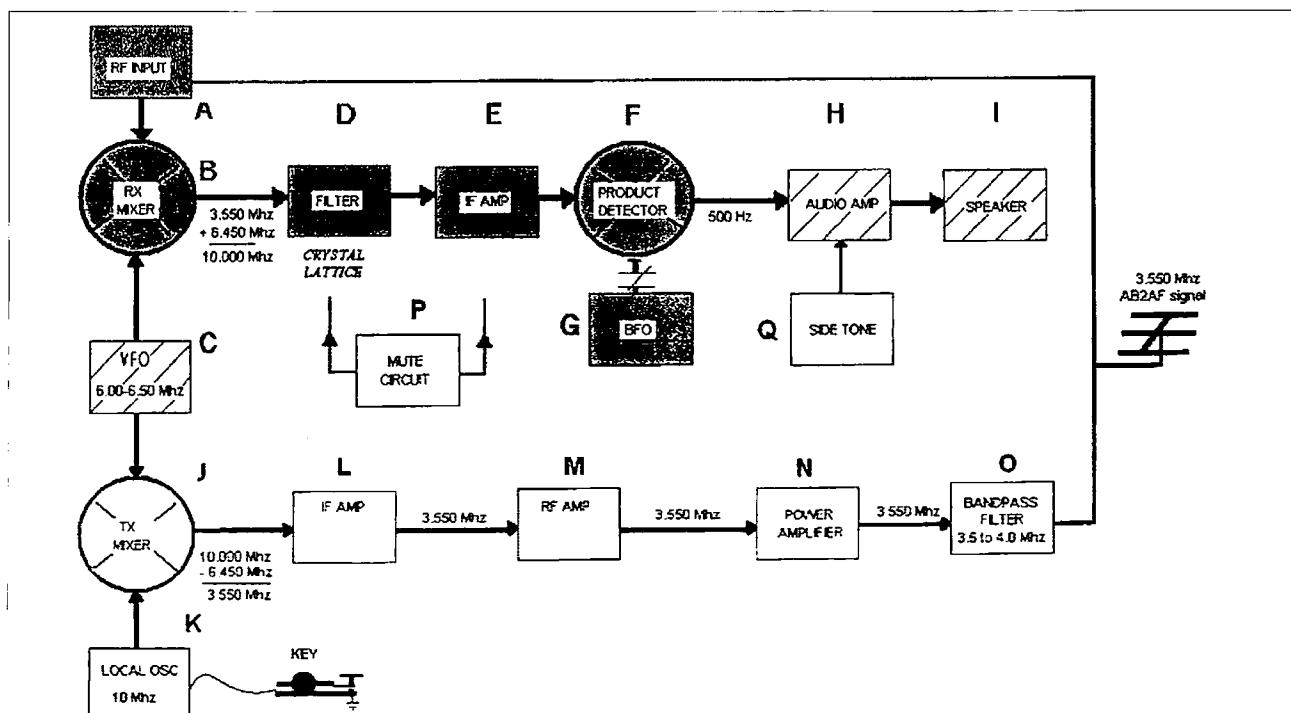 RF INPUT
A
D
E
F
H
I
B
RX
MIXER
FILTER
IF AMP
PRODUCT
DETECTOR
500 Hz
AUDIO AMP
SPEAKER
3.550 Mhz
+ 6.450 Mhz
10.000 Mhz
CRYSTAL
LATTICE
3.550 Mhz
AB2AF signal
C
VFO
6.00-6.50 Mhz
P
MUTE
CIRCUIT
G
BFO
Q
SIDE TONE
J
L
M
N
O
TX
MIXER
IF AMP
3.550 Mhz
RF AMP
3.550 Mhz
POWER
AMPLIFIER
3.550 Mhz
BANDPASS
FILTER
3.5 to 4.0 Mhz
10.000 Mhz
- 6.450 Mhz
3.550 Mhz
K
LOCAL OSC
10 Mhz
KEY